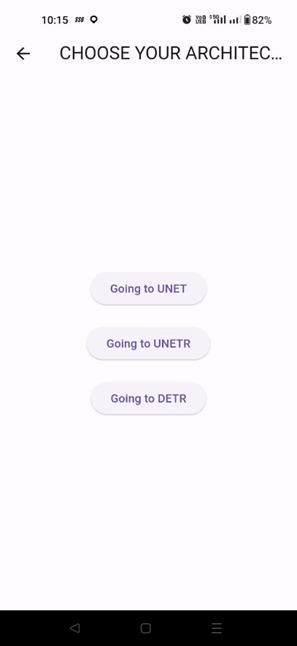 10:15 82%
CHOOSE YOUR ARCHITEC...
Going to UNET
Going to UNETR
Going to DETR